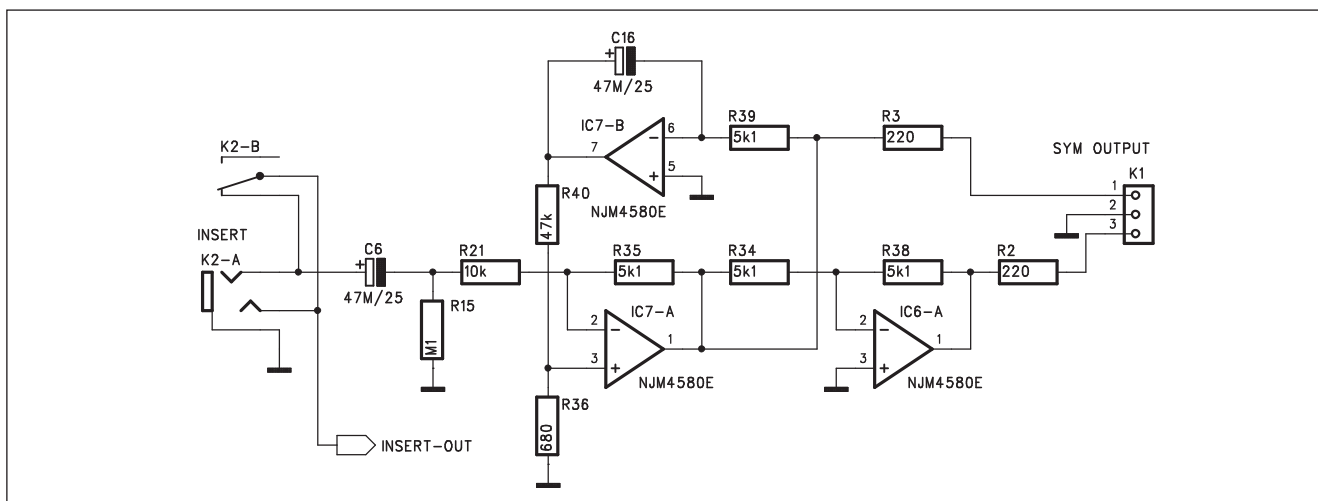 C16
+
47M/25
IC7-B
6
R39
5k1
R3
220
SYM OUTPUT
K2-B
7
−
+
5
K1
1
2
3
R40
47k
NJM4580E
INSERT
K2-A
C6
+
47M/25
R21
10k
R35
5k1
R34
5k1
R38
5k1
R2
220
R15
M1
IC7-A
2
−
3
+
1
NJM4580E
IC6-A
2
−
3
+
1
NJM4580E
R36
680
INSERT-OUT